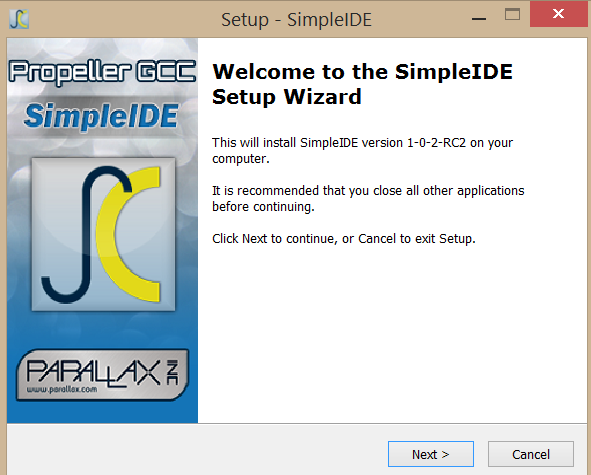 Setup - SimpleIDE
Propeller GCC
SimpleIDE
PARALLAX INC
www.parallax.com
Welcome to the SimpleIDE
Setup Wizard
This will install SimpleIDE version 1-0-2-RC2 on your
computer.
It is recommended that you close all other applications
before continuing.
Click Next to continue, or Cancel to exit Setup.
Next >
Cancel